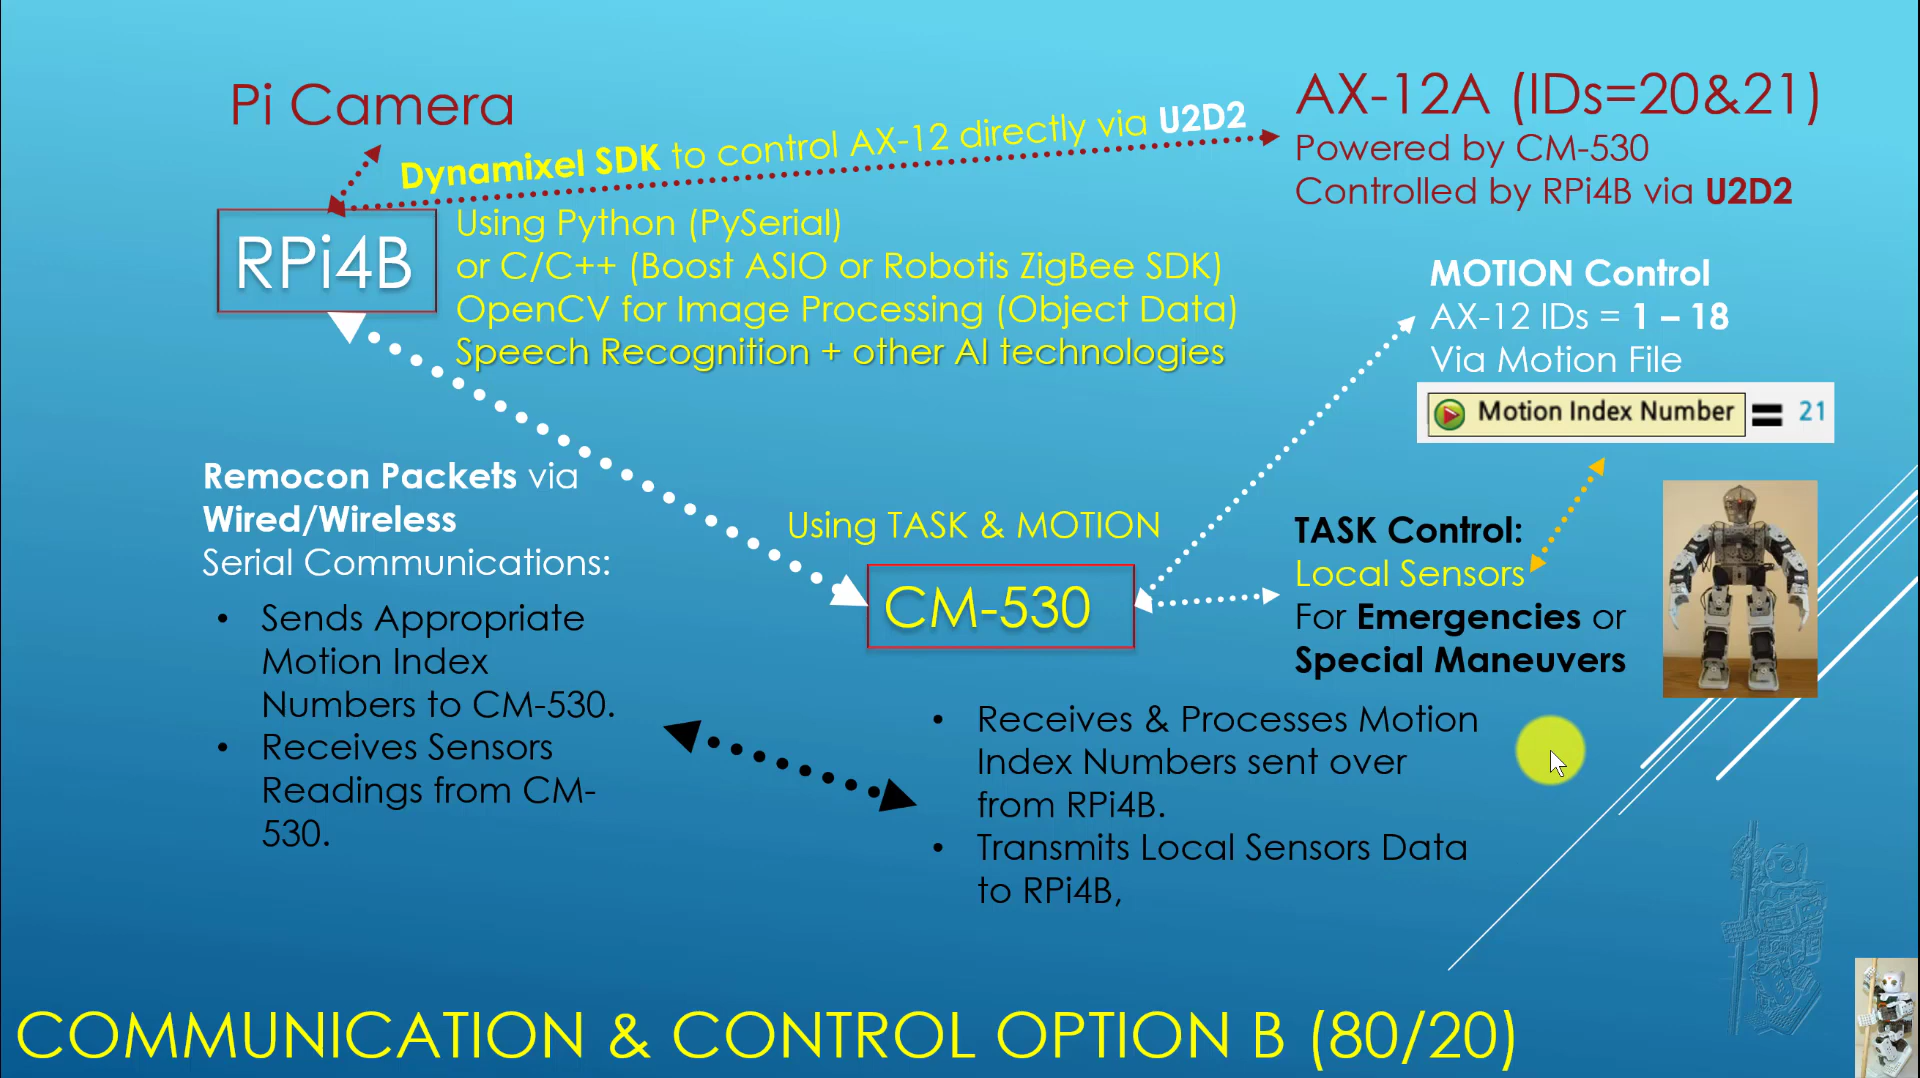 Pi Camera
Dynamixel SDK to control AX-12 directly via U2D2
AX-12A (IDs=20&21)
Powered by CM-530
Controlled by RPi4B via U2D2
RPi4B
Using Python (PySerial)
or C/C++ (Boost ASIO or Robotis ZigBee SDK)
OpenCV for Image Processing (Object Data)
Speech Recognition + other AI technologies
MOTION Control
AX-12 IDs = 1 – 18
Via Motion File
Motion Index Number = 21
Remocon Packets via
Wired/Wireless
Serial Communications:
• Sends Appropriate
Motion Index
Numbers to CM-530.
• Receives Sensors
Readings from CM-
530.
Using TASK & MOTION
CM-530
TASK Control:
Local Sensors
For Emergencies or
Special Maneuvers
• Receives & Processes Motion
Index Numbers sent over
from RPi4B.
• Transmits Local Sensors Data
to RPi4B,
COMMUNICATION & CONTROL OPTION B (80/20)